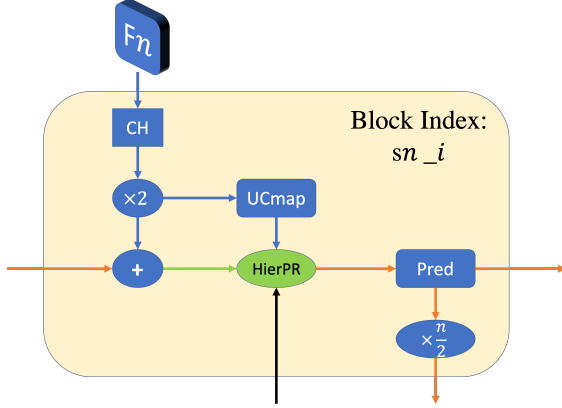 Fn
CH
Block Index:
sn _i
×2
UCmap
+
HierPR
Pred
×n/2